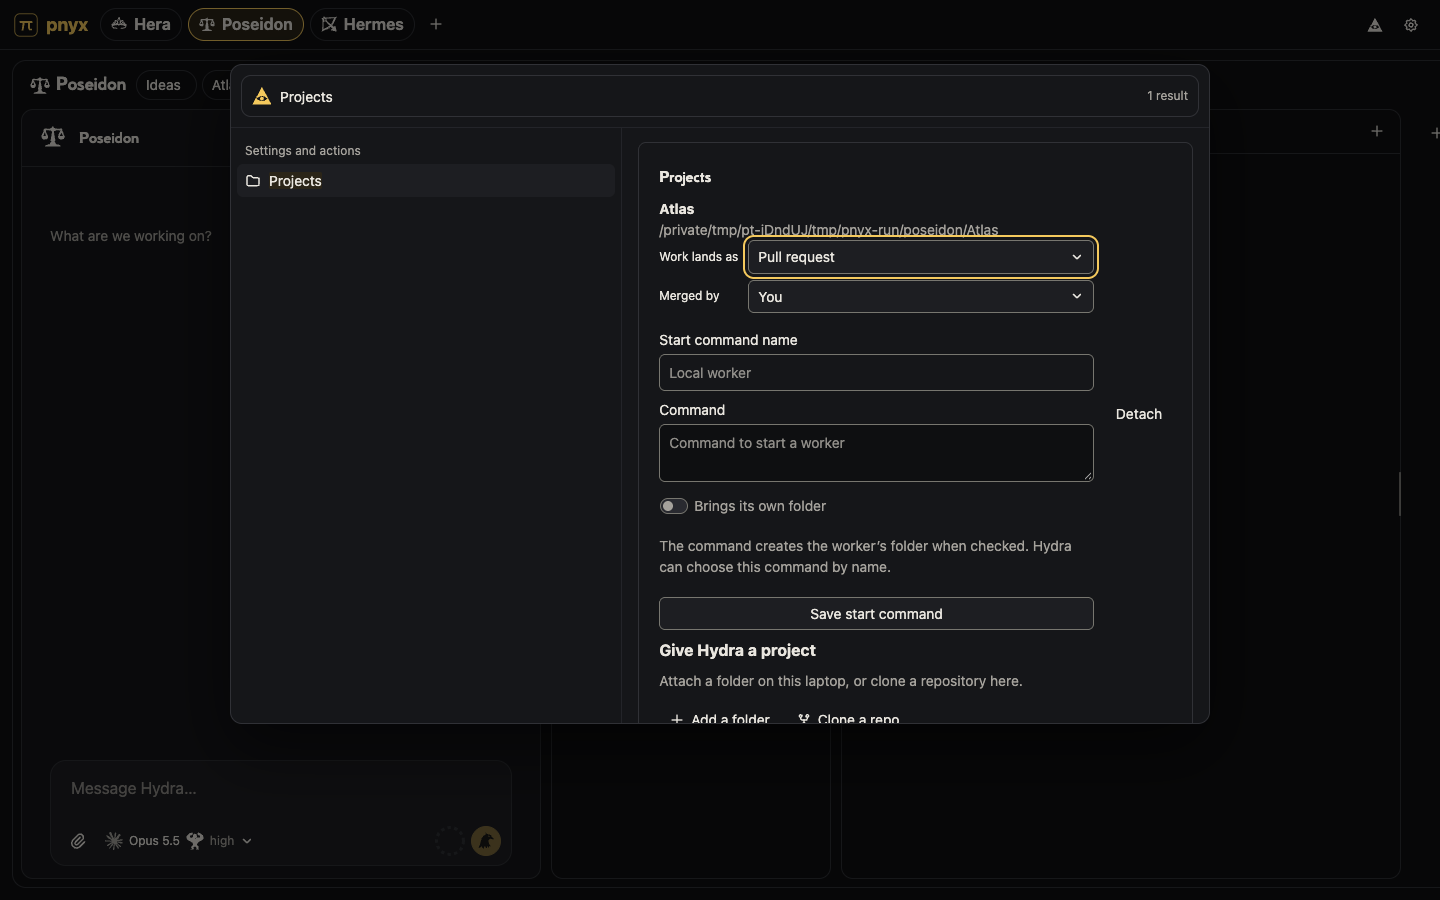 pnyx
Hera
Poseidon
Hermes
Poseidon
Ideas
Poseidon
What are we working on?
Projects
1 result
Settings and actions
Projects
Projects
Atlas
/private/tmp/pt-iDndUJ/tmp/pnyx-run/poseidon/Atlas
Work lands as
Pull request
Merged by
You
Start command name
Local worker
Command
Command to start a worker
Detach
Brings its own folder
The command creates the worker’s folder when checked. Hydra
can choose this command by name.
Save start command
Give Hydra a project
Attach a folder on this laptop, or clone a repository here.
Add a folder
Clone a repo
Message Hydra...
Opus 5.5
high